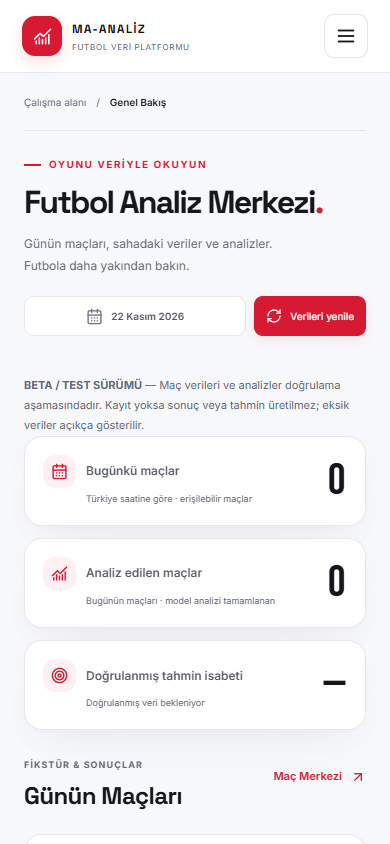 MA-ANALİZ
FUTBOL VERİ PLATFORMU
Çalışma alanı / Genel Bakış
OYUNU VERİYLE OKUYUN
Futbol Analiz Merkezi.
Günün maçları, sahadaki veriler ve analizler.
Futbola daha yakından bakın.
22 Kasım 2026
Verileri yenile
BETA / TEST SÜRÜMÜ — Maç verileri ve analizler doğrulama
aşamasındadır. Kayıt yoksa sonuç veya tahmin üretilmez; eksik
veriler açıkça gösterilir.
Bugünkü maçlar
0
Türkiye saatine göre · erişilebilir maçlar
Analiz edilen maçlar
0
Bugünün maçları · model analizi tamamlanan
Doğrulanmış tahmin isabeti
—
Doğrulanmış veri bekleniyor
FİKSTÜR & SONUÇLAR
Maç Merkezi
Günün Maçları